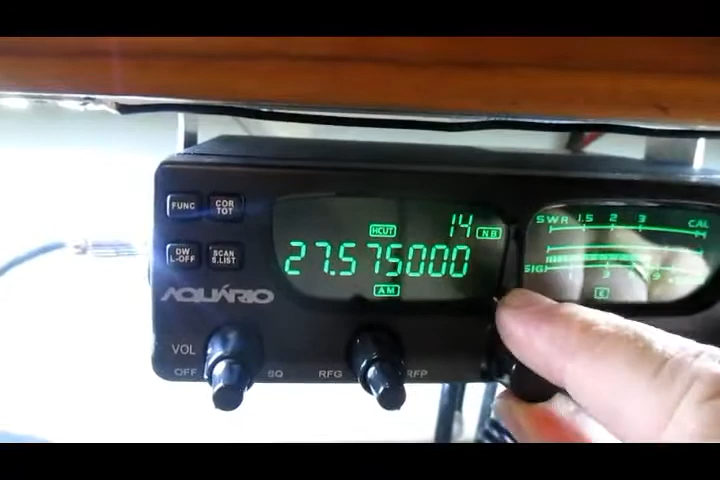 FUNC
COR
TOT
DW
L-OFF
SCAN
S.LIST
AQUÁRIO
VOL
OFF
SQ
RFG
RFP
14
HCUT
NB
27.575000
AM
SWR 1.5 2 3
CAL
SIG
E